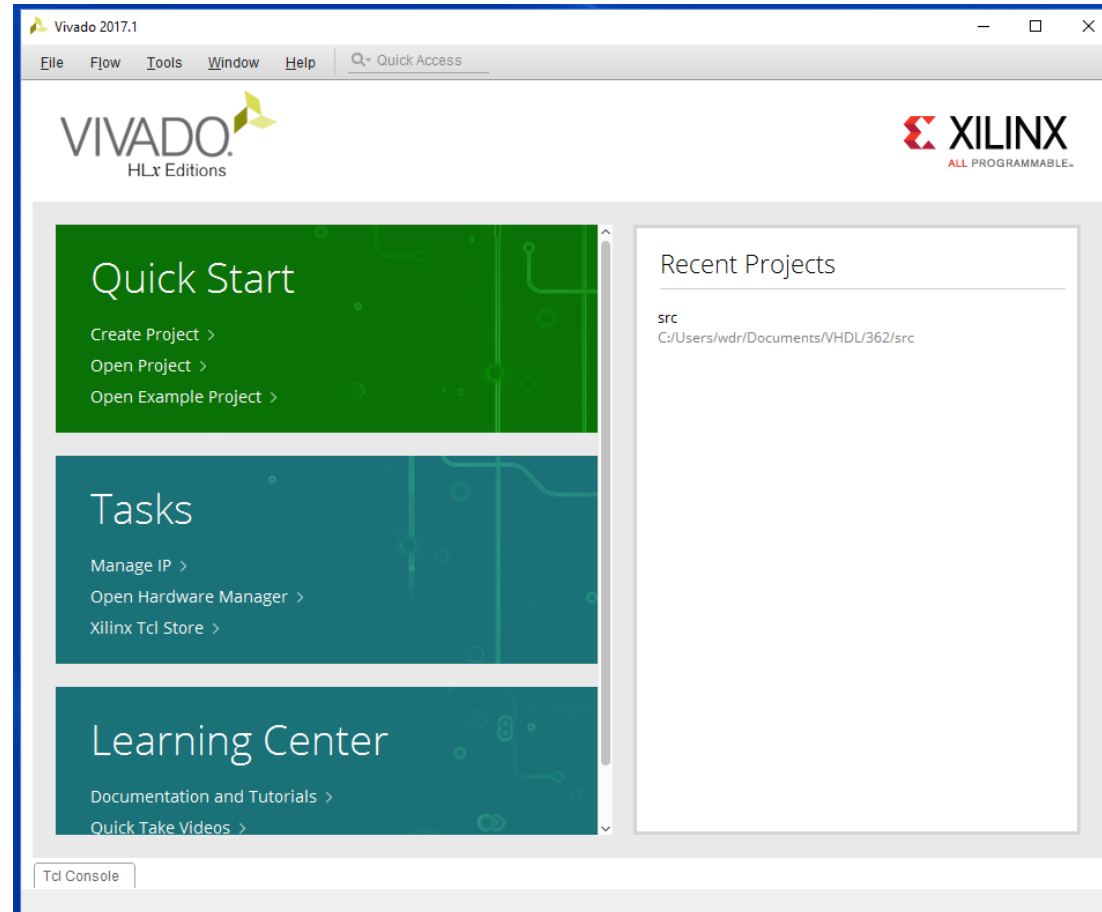 Vivado 2017.1
File Flow Tools Window Help Quick Access
VIVADO.
HLx Editions
XILINX
ALL PROGRAMMABLE™
Quick Start
Create Project >
Open Project >
Open Example Project >
Tasks
Manage IP >
Open Hardware Manager >
Xilinx Tcl Store >
Learning Center
Documentation and Tutorials >
Quick Take Videos >
Recent Projects
src
C:/Users/wdr/Documents/VHDL/362/src
Tcl Console